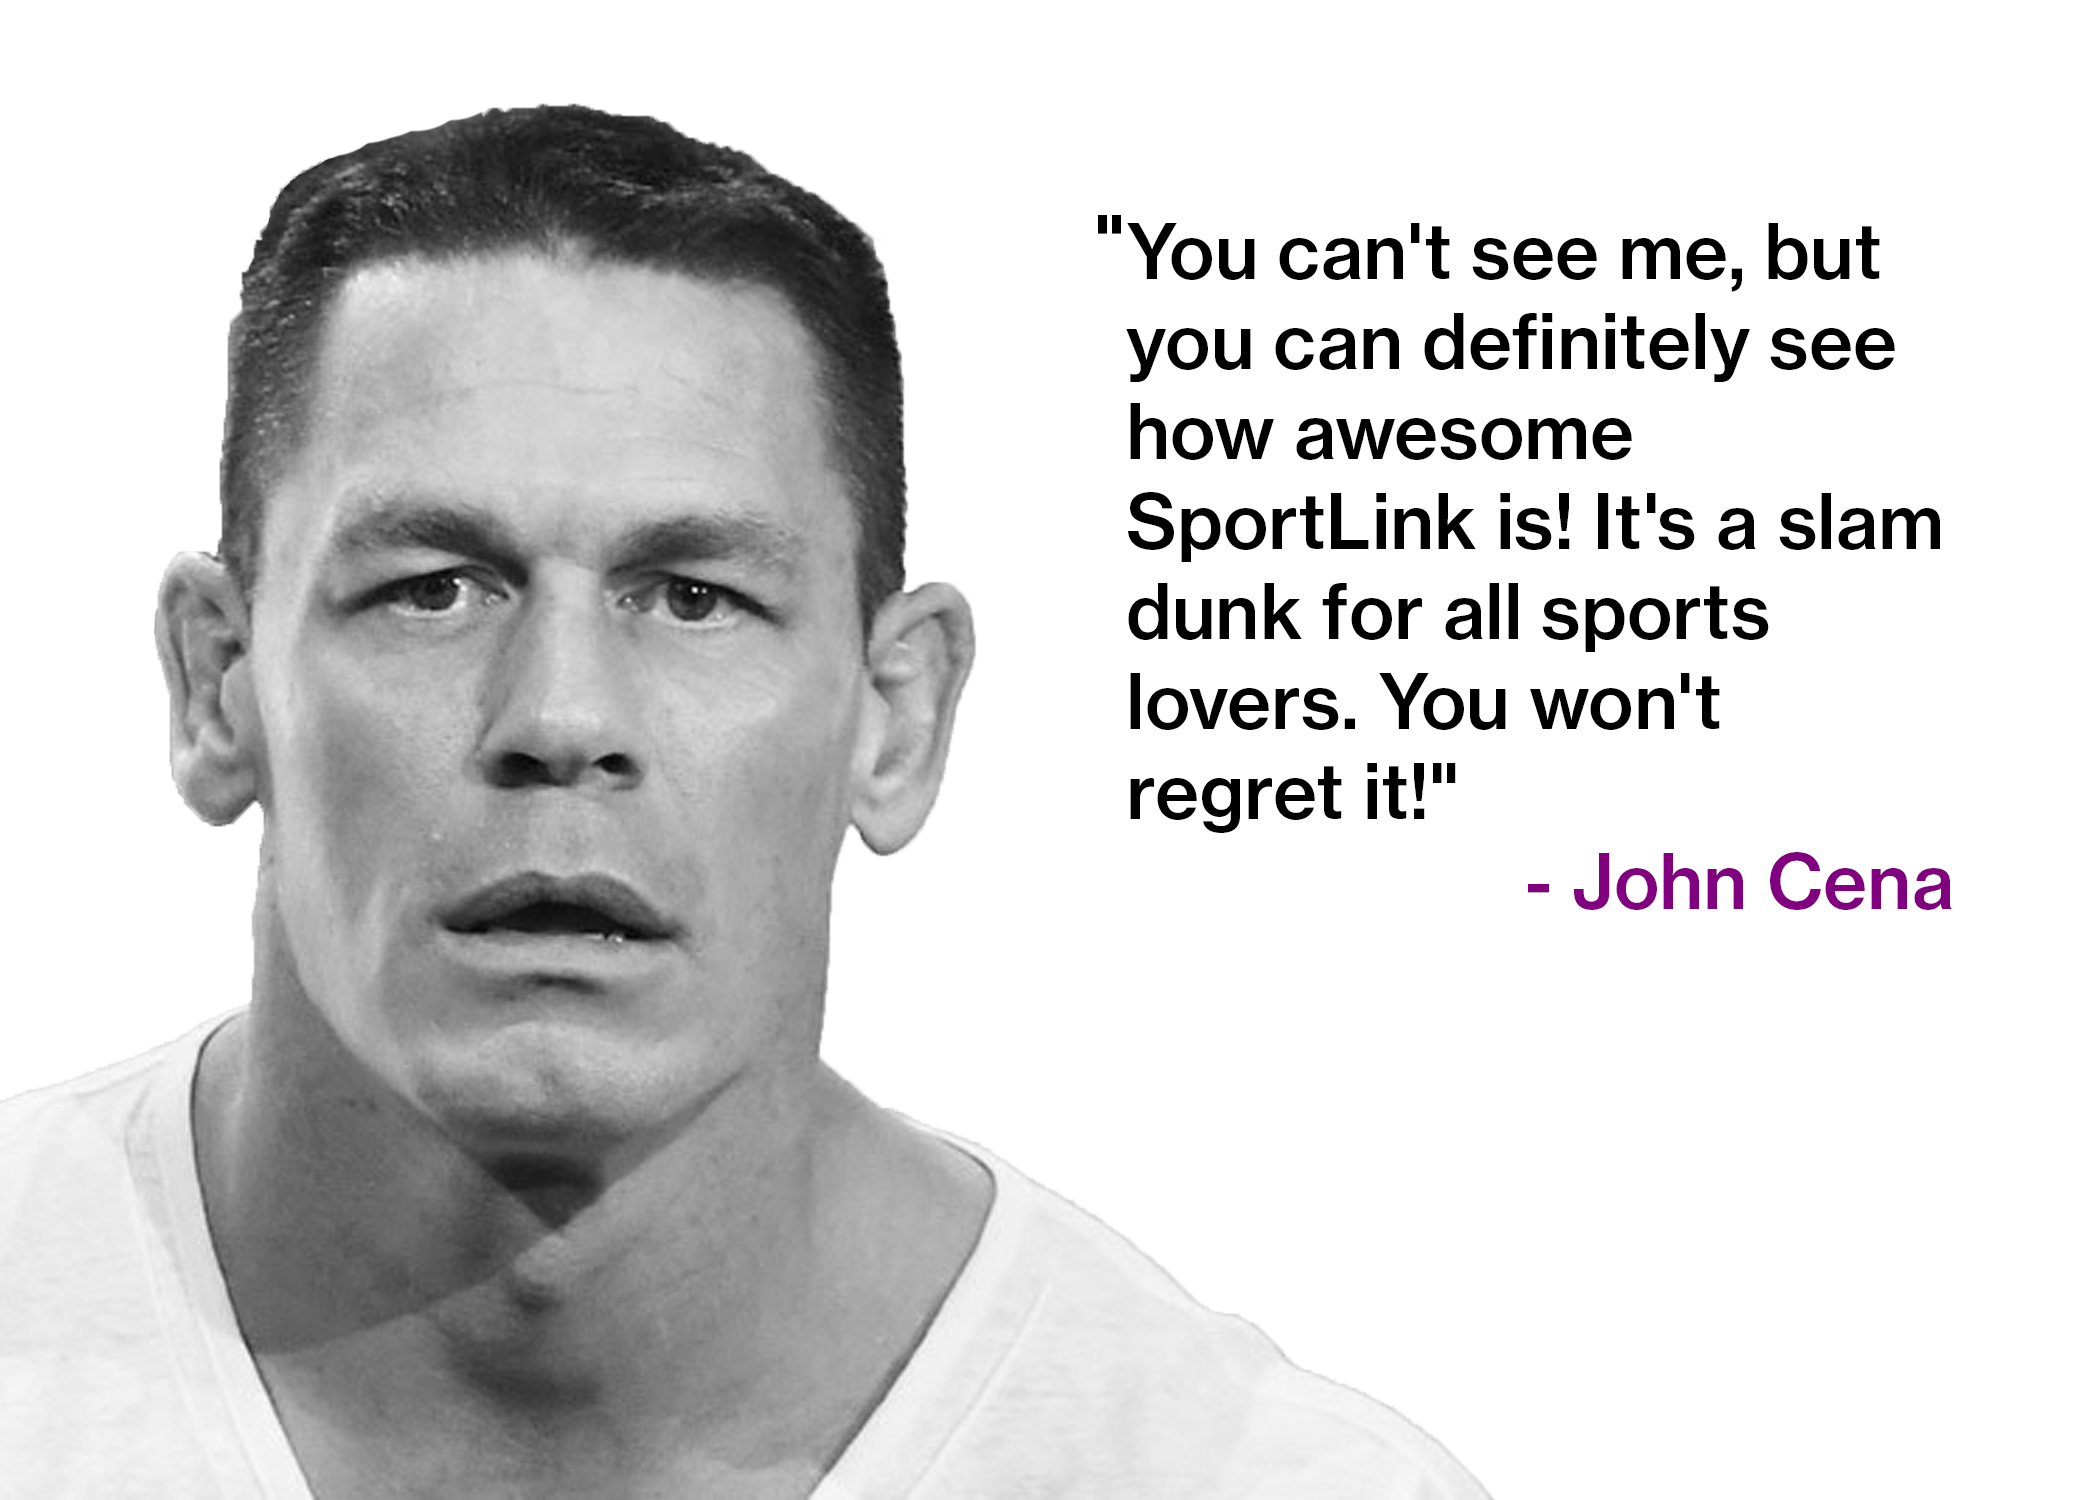 "You can't see me, but
you can definitely see
how awesome
SportLink is! It's a slam
dunk for all sports
lovers. You won't
regret it!"
- John Cena